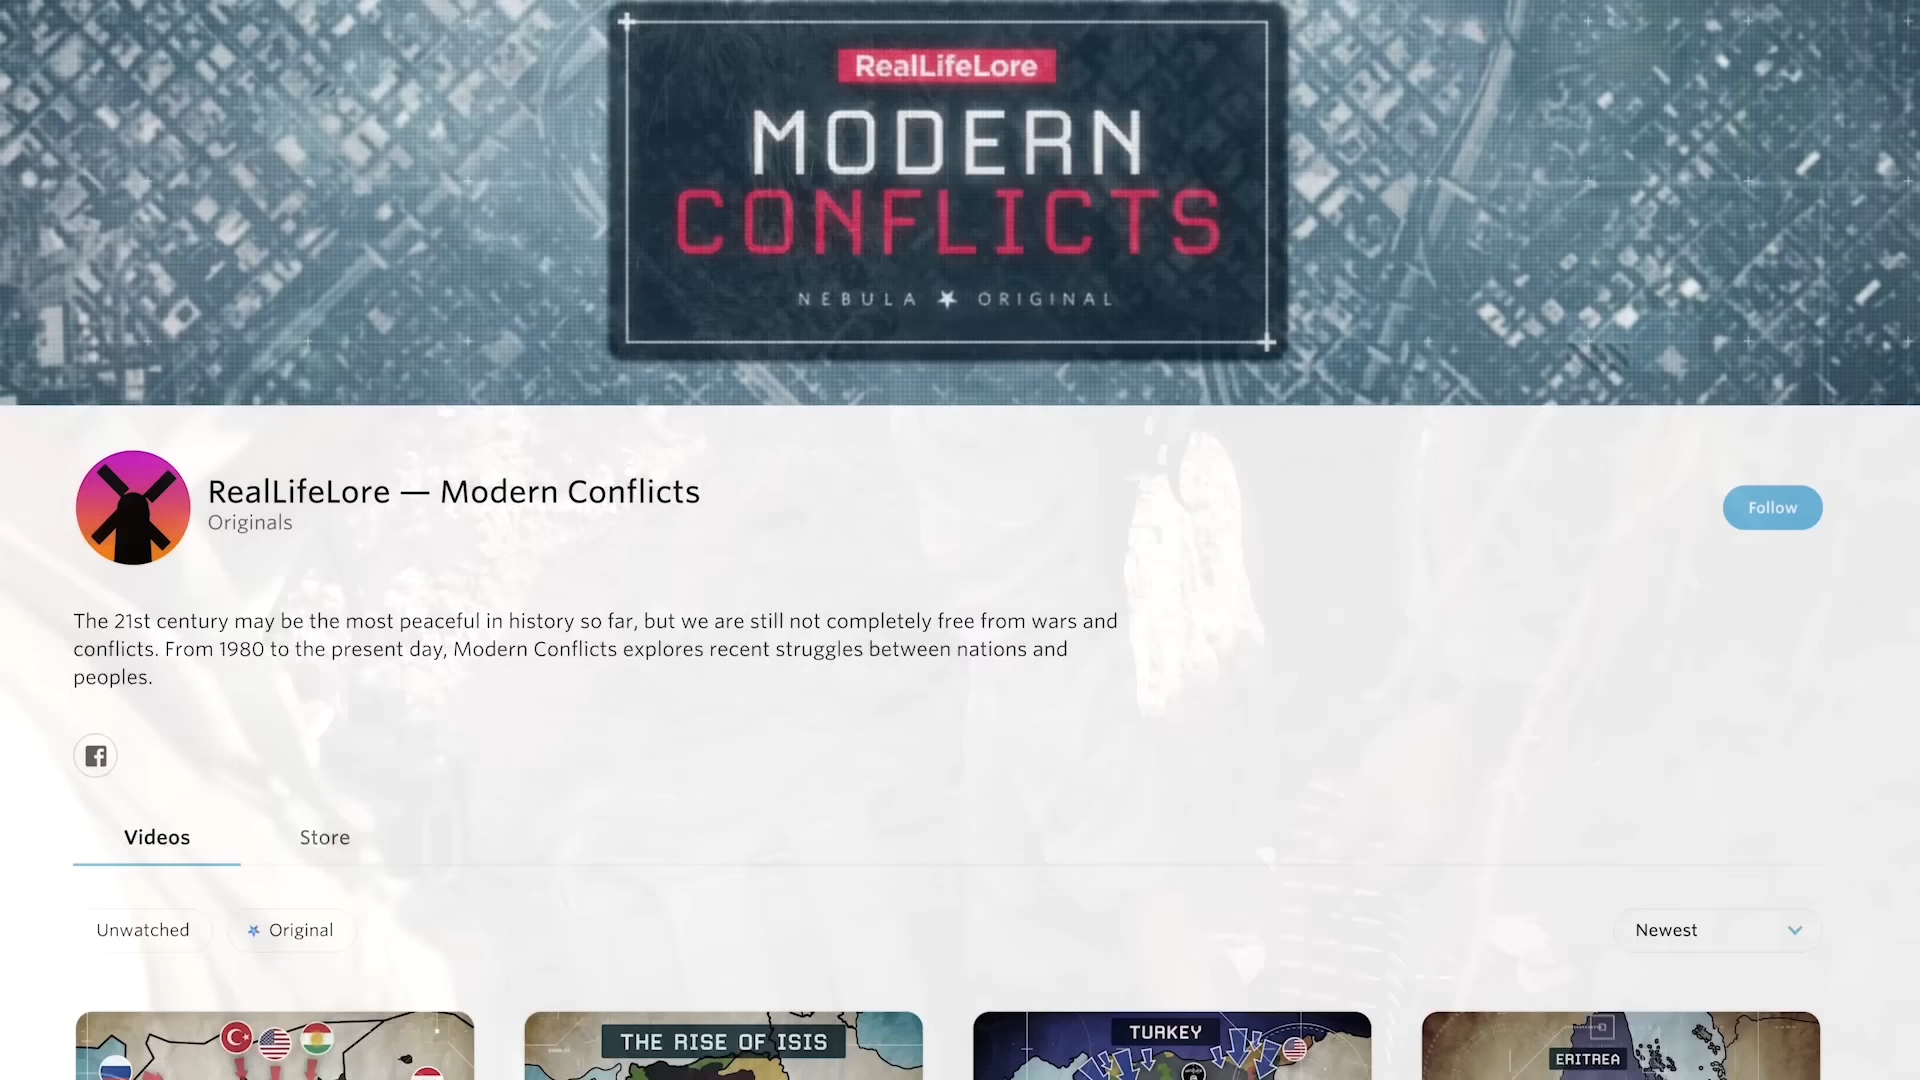 RealLifeLore
MODERN
CONFLICTS
NEBULA ORIGINAL
RealLifeLore — Modern Conflicts
Originals
Follow
The 21st century may be the most peaceful in history so far, but we are still not completely free from wars and
conflicts. From 1980 to the present day, Modern Conflicts explores recent struggles between nations and
peoples.
Videos
Store
Unwatched
Original
Newest
THE RISE OF ISIS
TURKEY
ERITREA